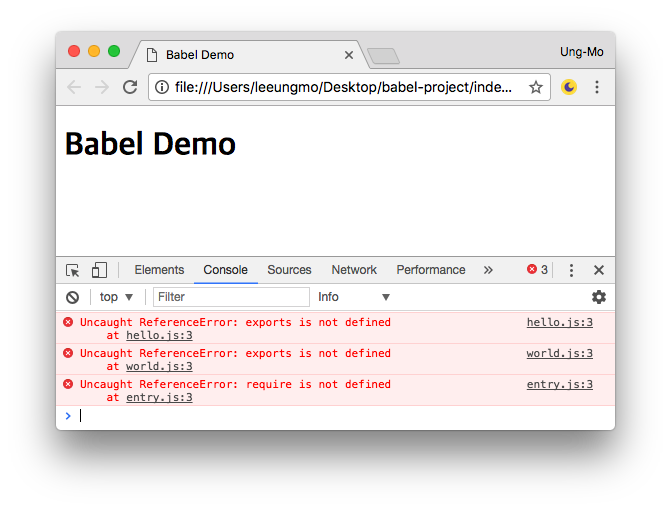 Babel Demo
Ung-Mo
file:///Users/leeungmo/Desktop/babel-project/inde...
Babel Demo
Elements Console Sources Network Performance 3
top Filter Info
Uncaught ReferenceError: exports is not defined hello.js:3
at hello.js:3
Uncaught ReferenceError: exports is not defined world.js:3
at world.js:3
Uncaught ReferenceError: require is not defined entry.js:3
at entry.js:3